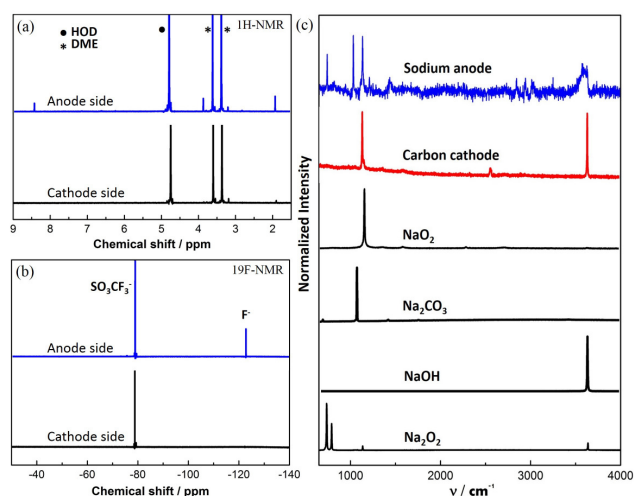 (a)
1H-NMR
● HOD
* DME
●
*
*
Anode side
Cathode side
9 8 7 6 5 4 3 2
Chemical shift / ppm
(b)
19F-NMR
SO₃CF₃⁻
F⁻
Anode side
Cathode side
-40 -60 -80 -100 -120 -140
Chemical shift / ppm
(c)
Normalized Intensity
Sodium anode
Carbon cathode
NaO₂
Na₂CO₃
NaOH
Na₂O₂
1000 2000 3000 4000
ν / cm⁻¹